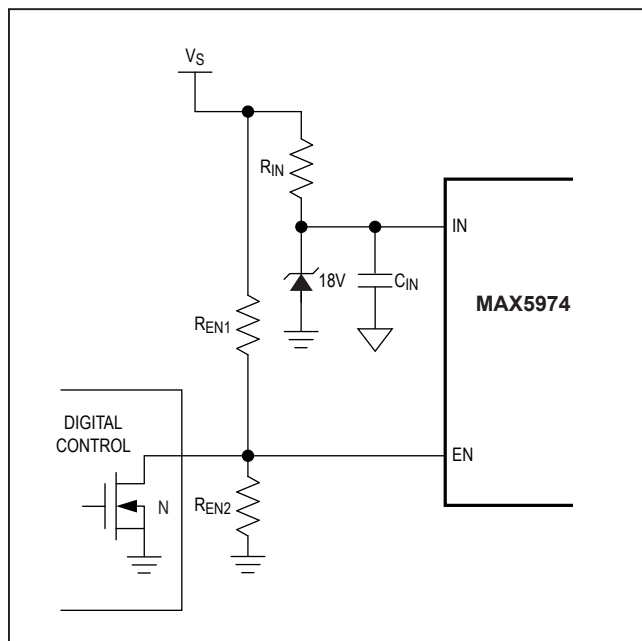 VS
RIN
IN
18V
CIN
MAX5974
REN1
DIGITAL
CONTROL
EN
N
REN2